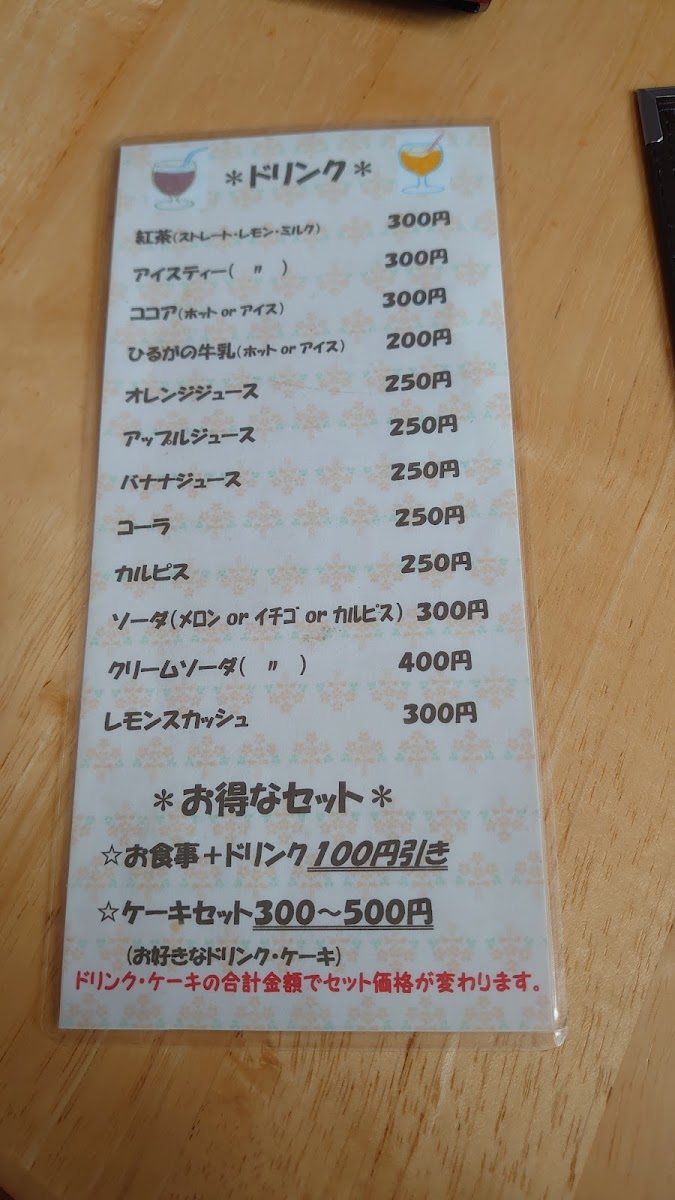 ＊ドリンク＊
紅茶(ストレート・レモン・ミルク) 300円
アイスティー( 〃 ) 300円
ココア(ホット or アイス) 300円
ひるがの牛乳(ホット or アイス) 200円
オレンジジュース 250円
アップルジュース 250円
バナナジュース 250円
コーラ 250円
カルピス 250円
ソーダ(メロン or イチゴ or カルピス) 300円
クリームソーダ( 〃 ) 400円
レモンスカッシュ 300円
＊お得なセット＊
☆お食事＋ドリンク100円引き
☆ケーキセット300～500円
(お好きなドリンク・ケーキ)
ドリンク・ケーキの合計金額でセット価格が変わります。